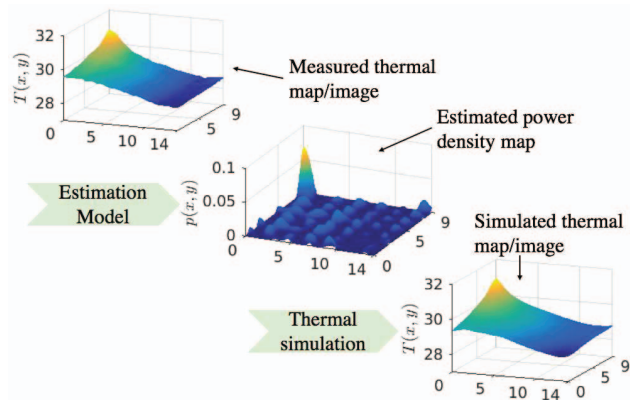 32
30
28
T(x, y)
0
5
10
14
5
9
Measured thermal
map/image
Estimated power
density map
Estimation
Model
0.1
0.05
0
p(x, y)
0
5
10
14
0
5
9
Simulated thermal
map/image
Thermal
simulation
32
30
28
T(x, y)
0
5
10
14
0
5
9